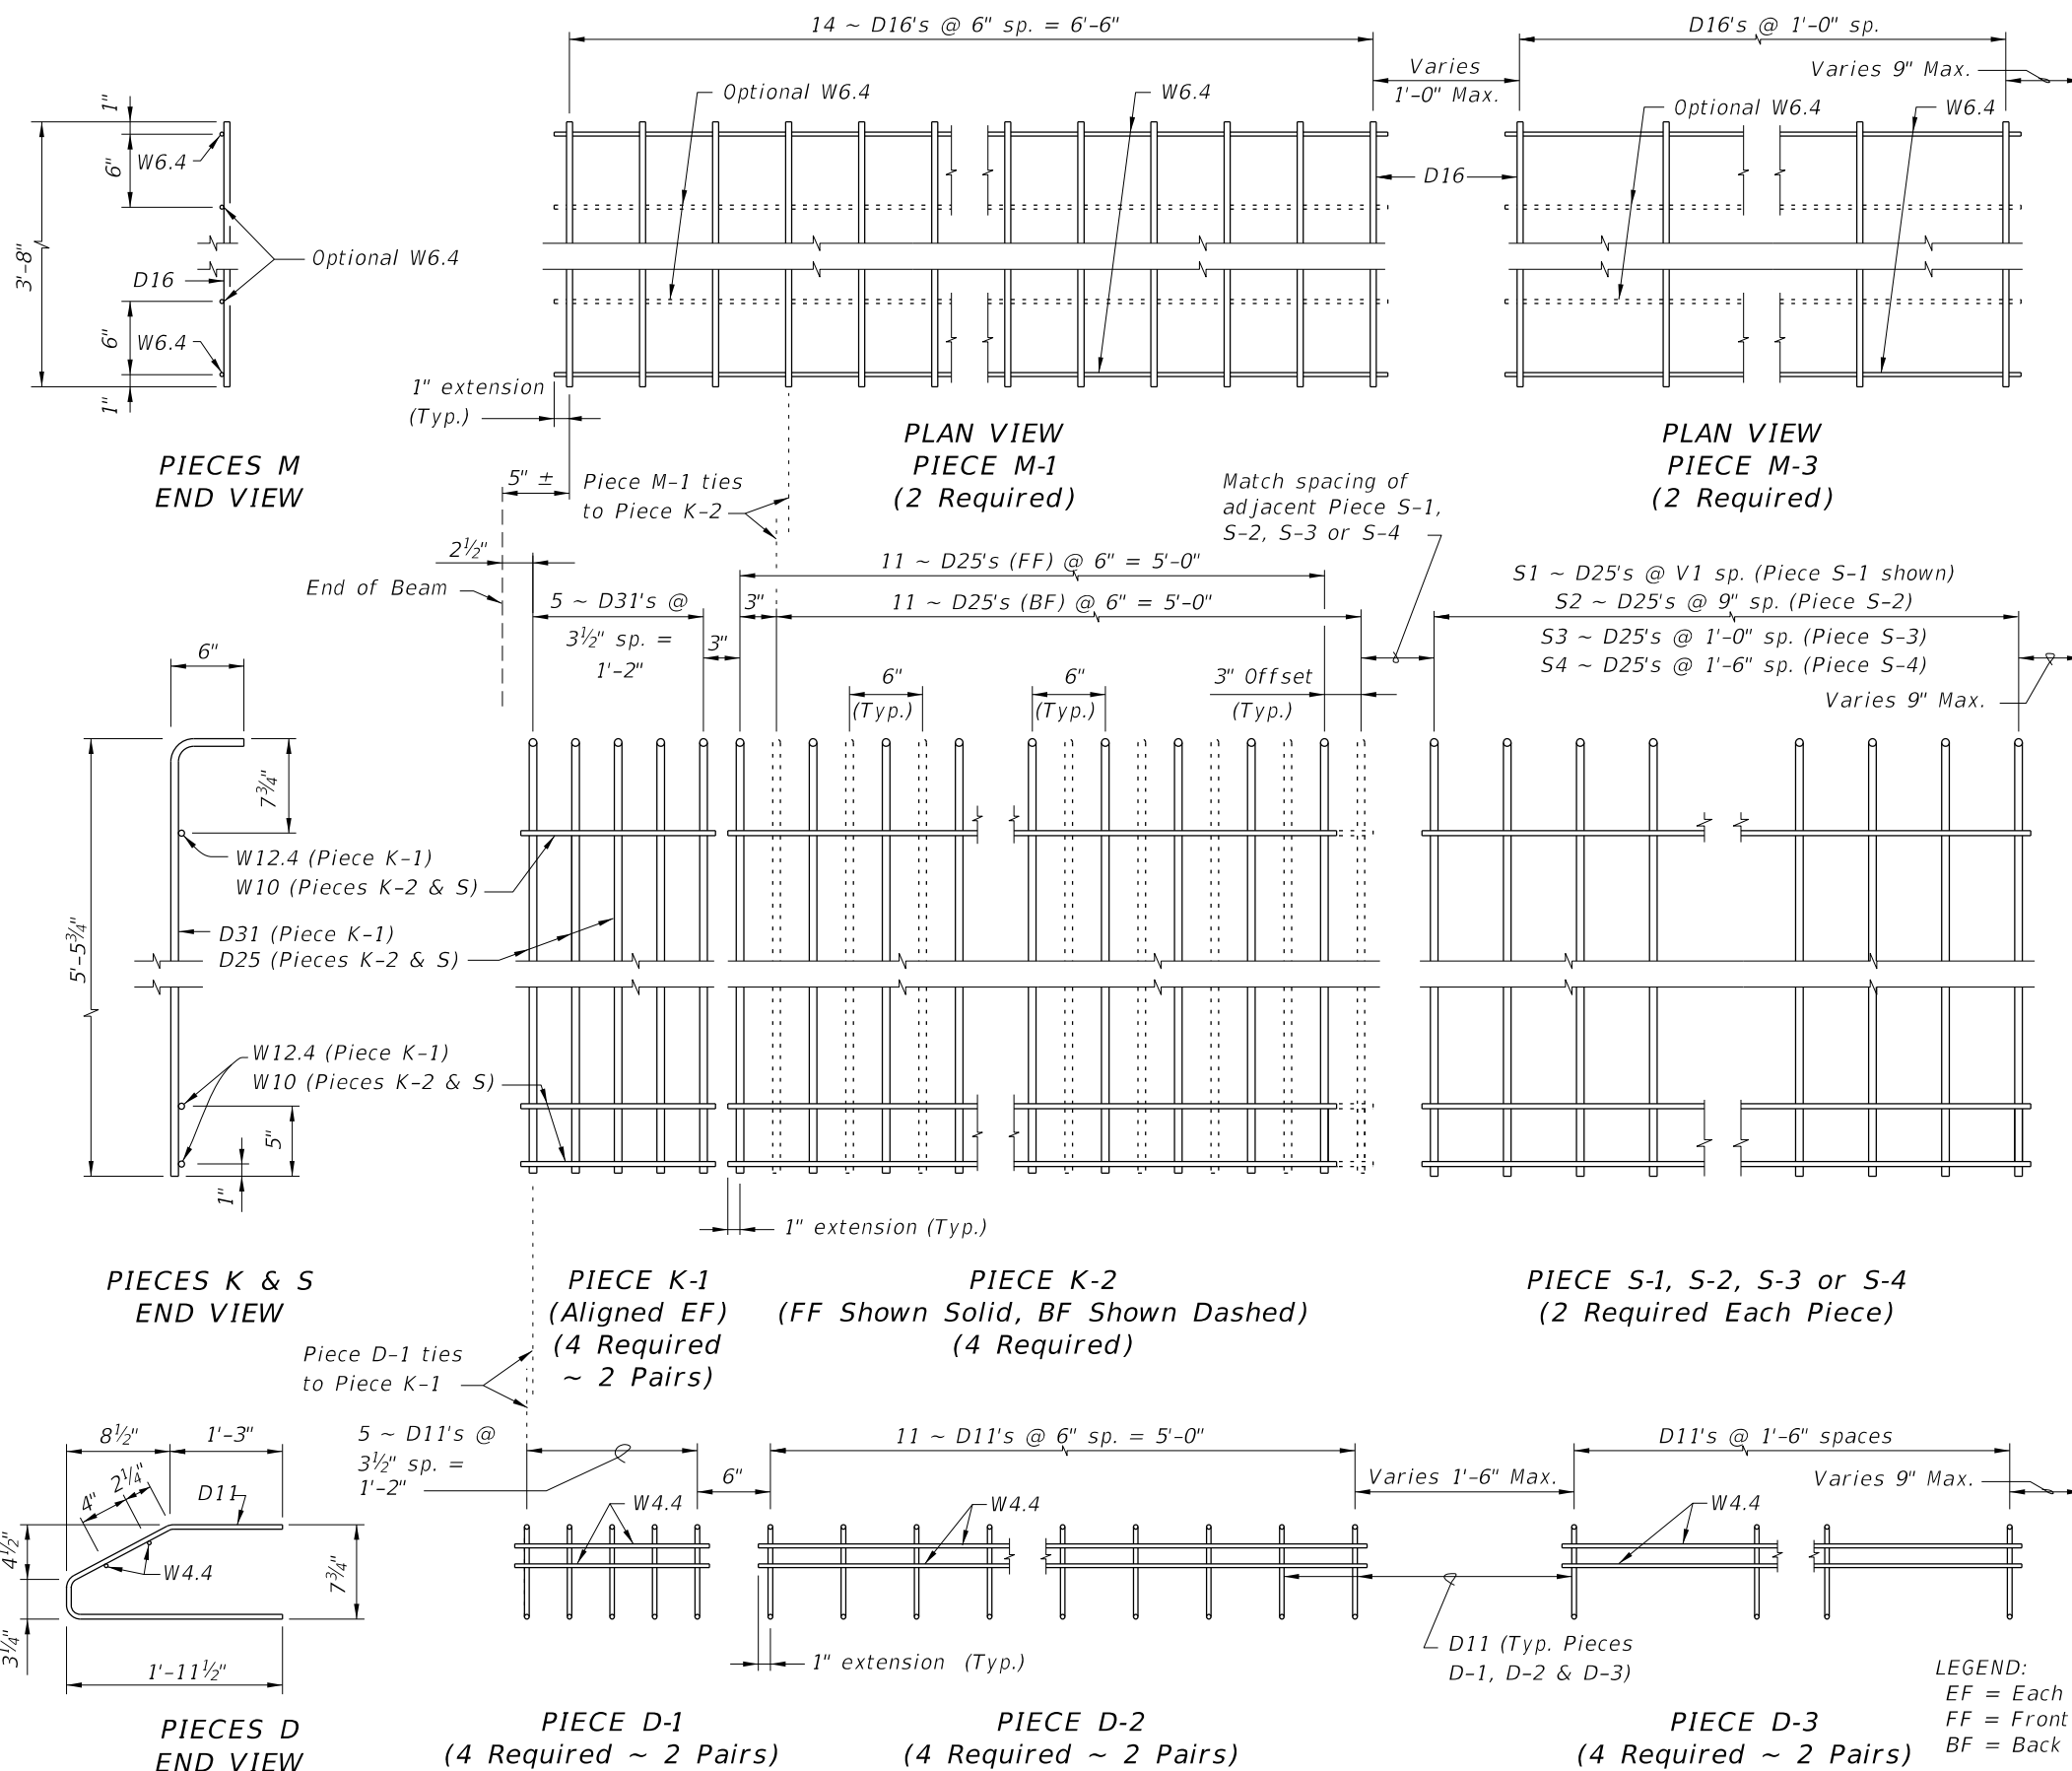 14 ~ D16's @ 6" sp. = 6'-6"
D16's @ 1'-0" sp.
Varies
1'-0" Max.
Varies 9" Max.
Optional W6.4
W6.4
Optional W6.4
W6.4
1"
6"
W6.4
3'-8"
Optional W6.4
D16
6"
W6.4
1"
D16
1" extension
(Typ.)
PIECES M
END VIEW
PLAN VIEW
PIECE M-1
(2 Required)
PLAN VIEW
PIECE M-3
(2 Required)
5" ±
Piece M-1 ties
to Piece K-2
Match spacing of
adjacent Piece S-1,
S-2, S-3 or S-4
2½"
End of Beam
11 ~ D25's (FF) @ 6" = 5'-0"
5 ~ D31's @
3½" sp. =
1'-2"
3"
3"
11 ~ D25's (BF) @ 6" = 5'-0"
S1 ~ D25's @ V1 sp. (Piece S-1 shown)
S2 ~ D25's @ 9" sp. (Piece S-2)
S3 ~ D25's @ 1'-0" sp. (Piece S-3)
S4 ~ D25's @ 1'-6" sp. (Piece S-4)
Varies 9" Max.
6"
6"
(Typ.)
6"
(Typ.)
3" Offset
(Typ.)
7¾"
W12.4 (Piece K-1)
W10 (Pieces K-2 & S)
5'-5¾"
D31 (Piece K-1)
D25 (Pieces K-2 & S)
W12.4 (Piece K-1)
W10 (Pieces K-2 & S)
5"
1"
1" extension (Typ.)
PIECES K & S
END VIEW
PIECE K-1
(Aligned EF)
(4 Required
~ 2 Pairs)
PIECE K-2
(FF Shown Solid, BF Shown Dashed)
(4 Required)
PIECE S-1, S-2, S-3 or S-4
(2 Required Each Piece)
Piece D-1 ties
to Piece K-1
8½"
1'-3"
2¼"
4"
D11
4½"
W4.4
7¾"
3¼"
1'-11½"
5 ~ D11's @
3½" sp. =
1'-2"
6"
W4.4
11 ~ D11's @ 6" sp. = 5'-0"
W4.4
Varies 1'-6" Max.
D11's @ 1'-6" spaces
Varies 9" Max.
W4.4
1" extension (Typ.)
D11 (Typ. Pieces
D-1, D-2 & D-3)
LEGEND:
EF = Each
FF = Front
BF = Back
PIECES D
END VIEW
PIECE D-1
(4 Required ~ 2 Pairs)
PIECE D-2
(4 Required ~ 2 Pairs)
PIECE D-3
(4 Required ~ 2 Pairs)